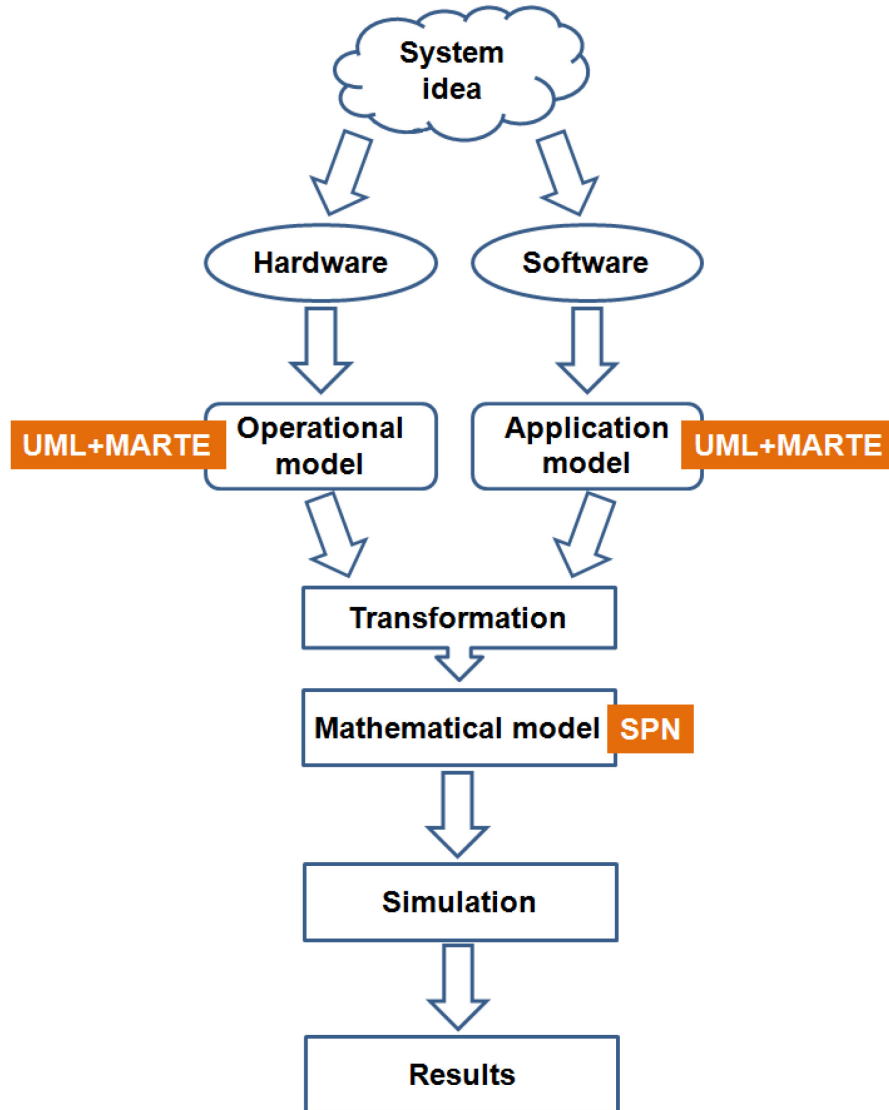 System
idea
Hardware
Software
UML+MARTE
Operational
model
Application
model
UML+MARTE
Transformation
Mathematical model
SPN
Simulation
Results